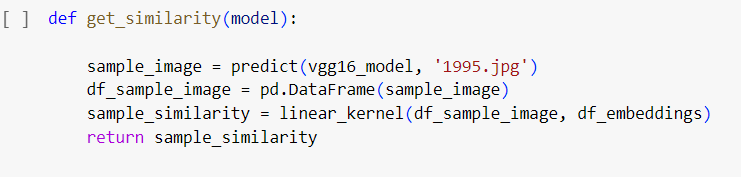 [ ] def get_similarity(model):
sample_image = predict(vgg16_model, '1995.jpg')
df_sample_image = pd.DataFrame(sample_image)
sample_similarity = linear_kernel(df_sample_image, df_embeddings)
return sample_similarity